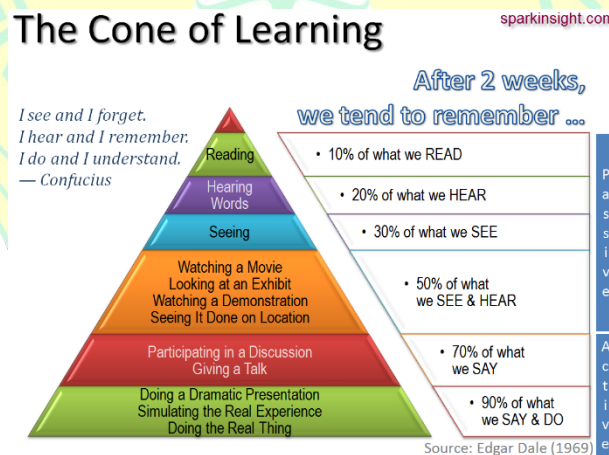 The Cone of Learning
sparkinsight.com
After 2 weeks,
we tend to remember ...
I see and I forget.
I hear and I remember.
I do and I understand.
— Confucius
Reading
• 10% of what we READ
Hearing
Words
• 20% of what we HEAR
Seeing
• 30% of what we SEE
Watching a Movie
Looking at an Exhibit
Watching a Demonstration
Seeing It Done on Location
• 50% of what
we SEE & HEAR
Participating in a Discussion
Giving a Talk
• 70% of what
we SAY
Doing a Dramatic Presentation
Simulating the Real Experience
Doing the Real Thing
• 90% of what
we SAY & DO
Passive
Active
Source: Edgar Dale (1969)